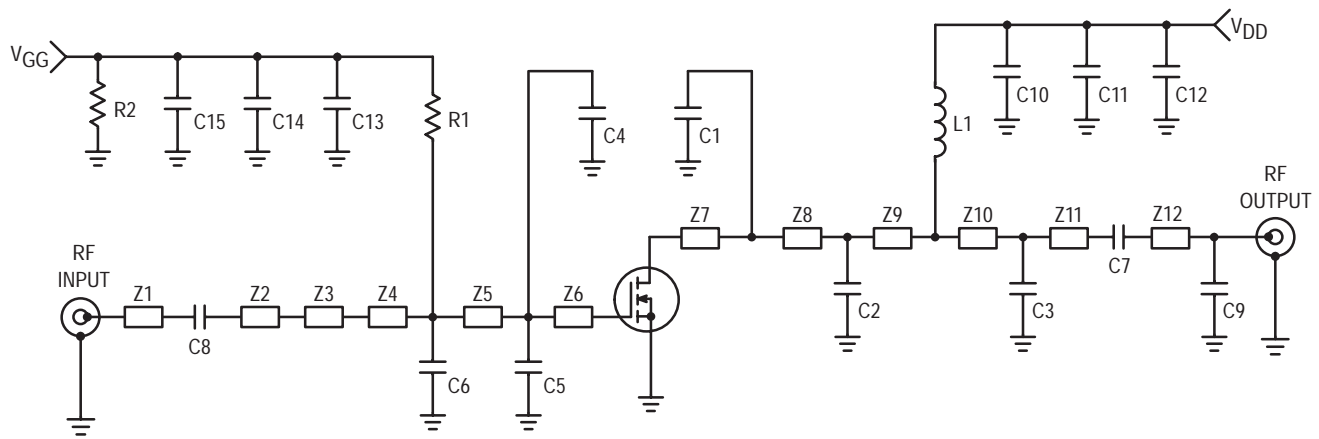 VGG
R2
C15
C14
C13
R1
C4
C1
L1
C10
C11
C12
VDD
RF
OUTPUT
Z7
Z8
Z9
Z10
Z11
C7
Z12
C2
C3
C9
RF
INPUT
Z1
C8
Z2
Z3
Z4
Z5
Z6
C6
C5